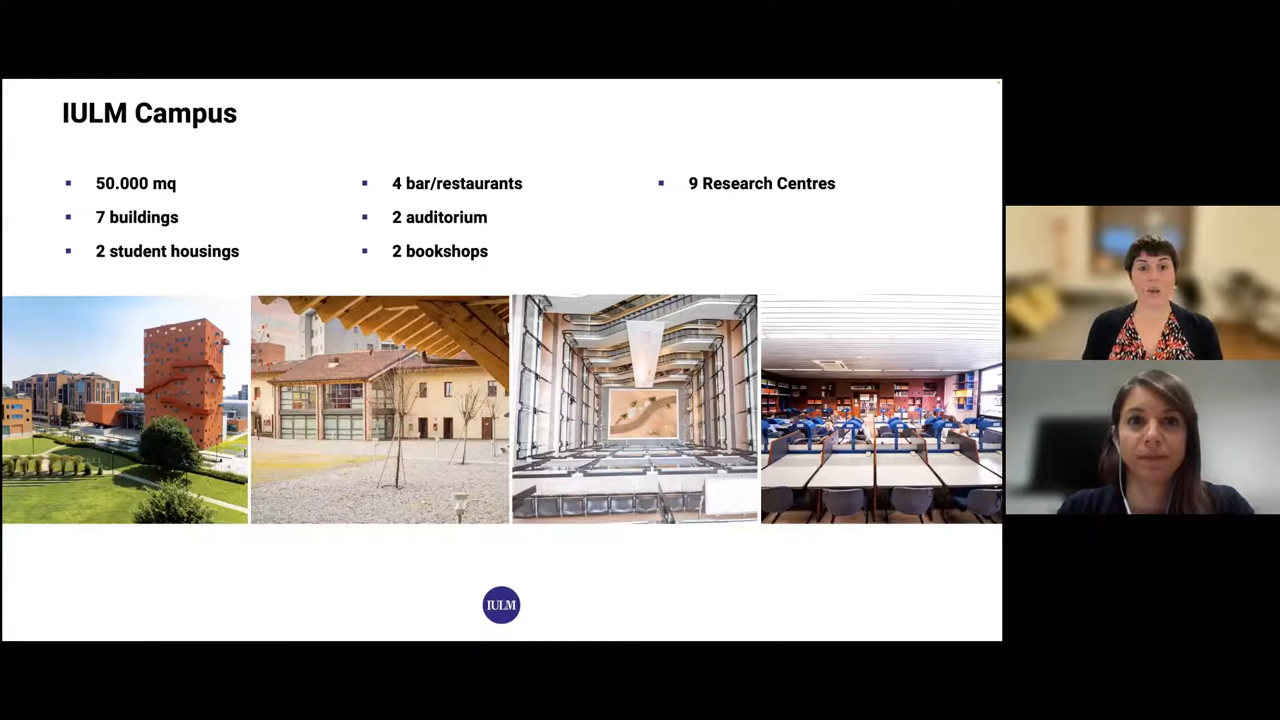 IULM Campus
50.000 mq
7 buildings
2 student housings
4 bar/restaurants
2 auditorium
2 bookshops
9 Research Centres
IULM